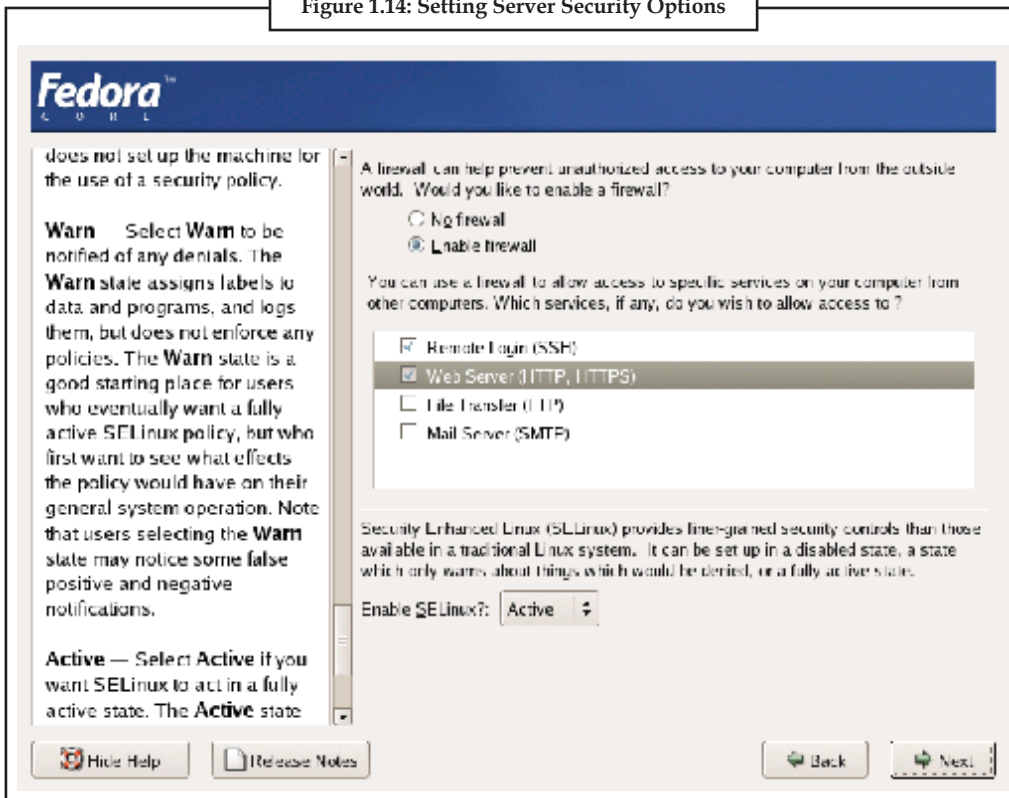 Figure 1.14: Setting Server Security Options
Fedora™
CORE
does not set up the machine for
the use of a security policy.
Warn Select Warn to be
notified of any denials. The
Warn state assigns labels to
data and programs, and logs
them, but does not enforce any
policies. The Warn state is a
good starting place for users
who eventually want a fully
active SELinux policy, but who
first want to see what effects
the policy would have on their
general system operation. Note
that users selecting the Warn
state may notice some false
positive and negative
notifications.
Active — Select Active if you
want SELinux to act in a fully
active state. The Active state
A firewall can help prevent unauthorized access to your computer from the outside
world. Would you like to enable a firewall?
No firewall
Enable firewall
You can use a firewall to allow access to specific services on your computer from
other computers. Which services, if any, do you wish to allow access to ?
Remote Login (SSH)
Web Server (HTTP, HTTPS)
File Transfer (FTP)
Mail Server (SMTP)
Security Enhanced Linux (SELinux) provides finer-grained security controls than those
available in a traditional Linux system. It can be set up in a disabled state, a state
which only warns about things which would be denied, or a fully active state.
Enable SELinux?: Active
Hide Help
Release Notes
Back
Next